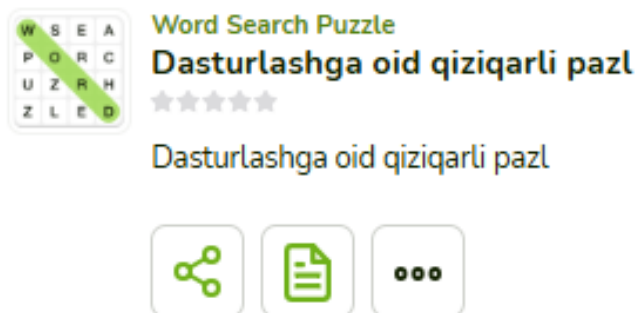 W S E A
P O R C
U Z R H
Z L E D
Word Search Puzzle
Dasturlashga oid qiziqarli pazl
Dasturlashga oid qiziqarli pazl